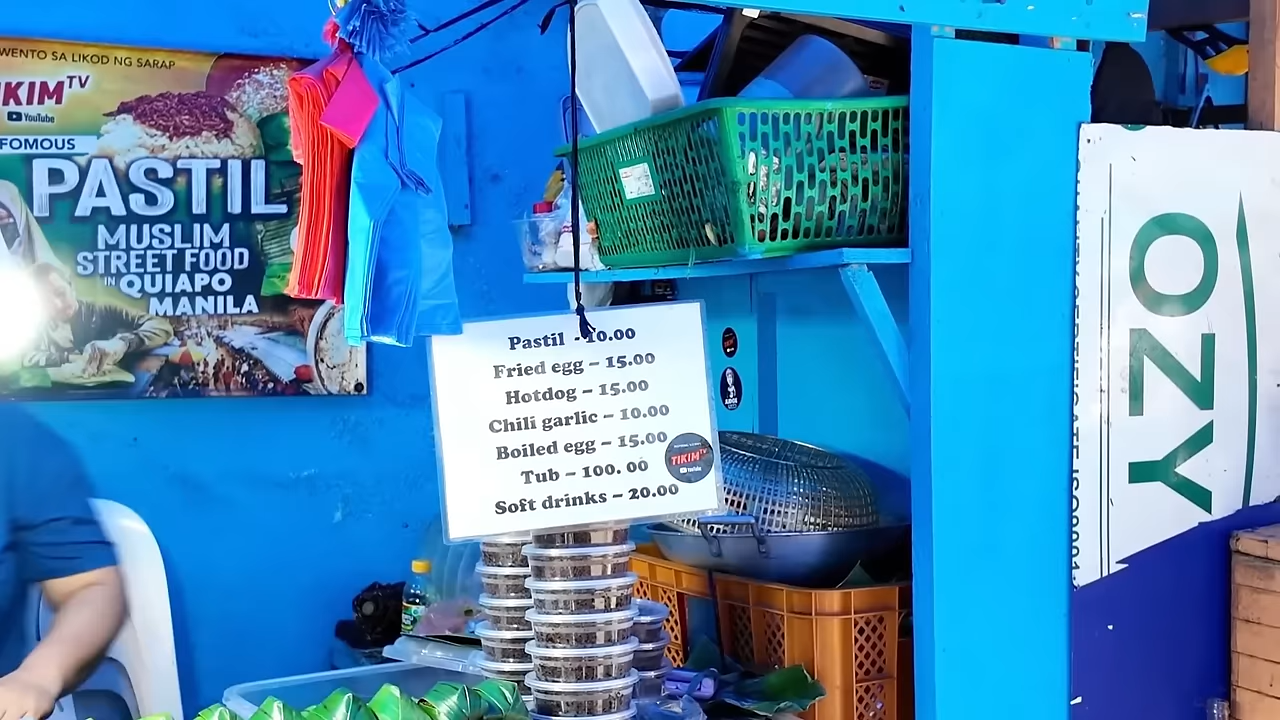 WENTO SA LIKOD NG SARAP
IKIM TV
YouTube
FOMOUS
PASTIL
MUSLIM
STREET FOOD
IN QUIAPO
MANILA
Pastil - 10.00
Fried egg – 15.00
Hotdog – 15.00
Chili garlic – 10.00
Boiled egg – 15.00
Tub – 100. 00
Soft drinks – 20.00
TIKIM TV
YouTube
OZY